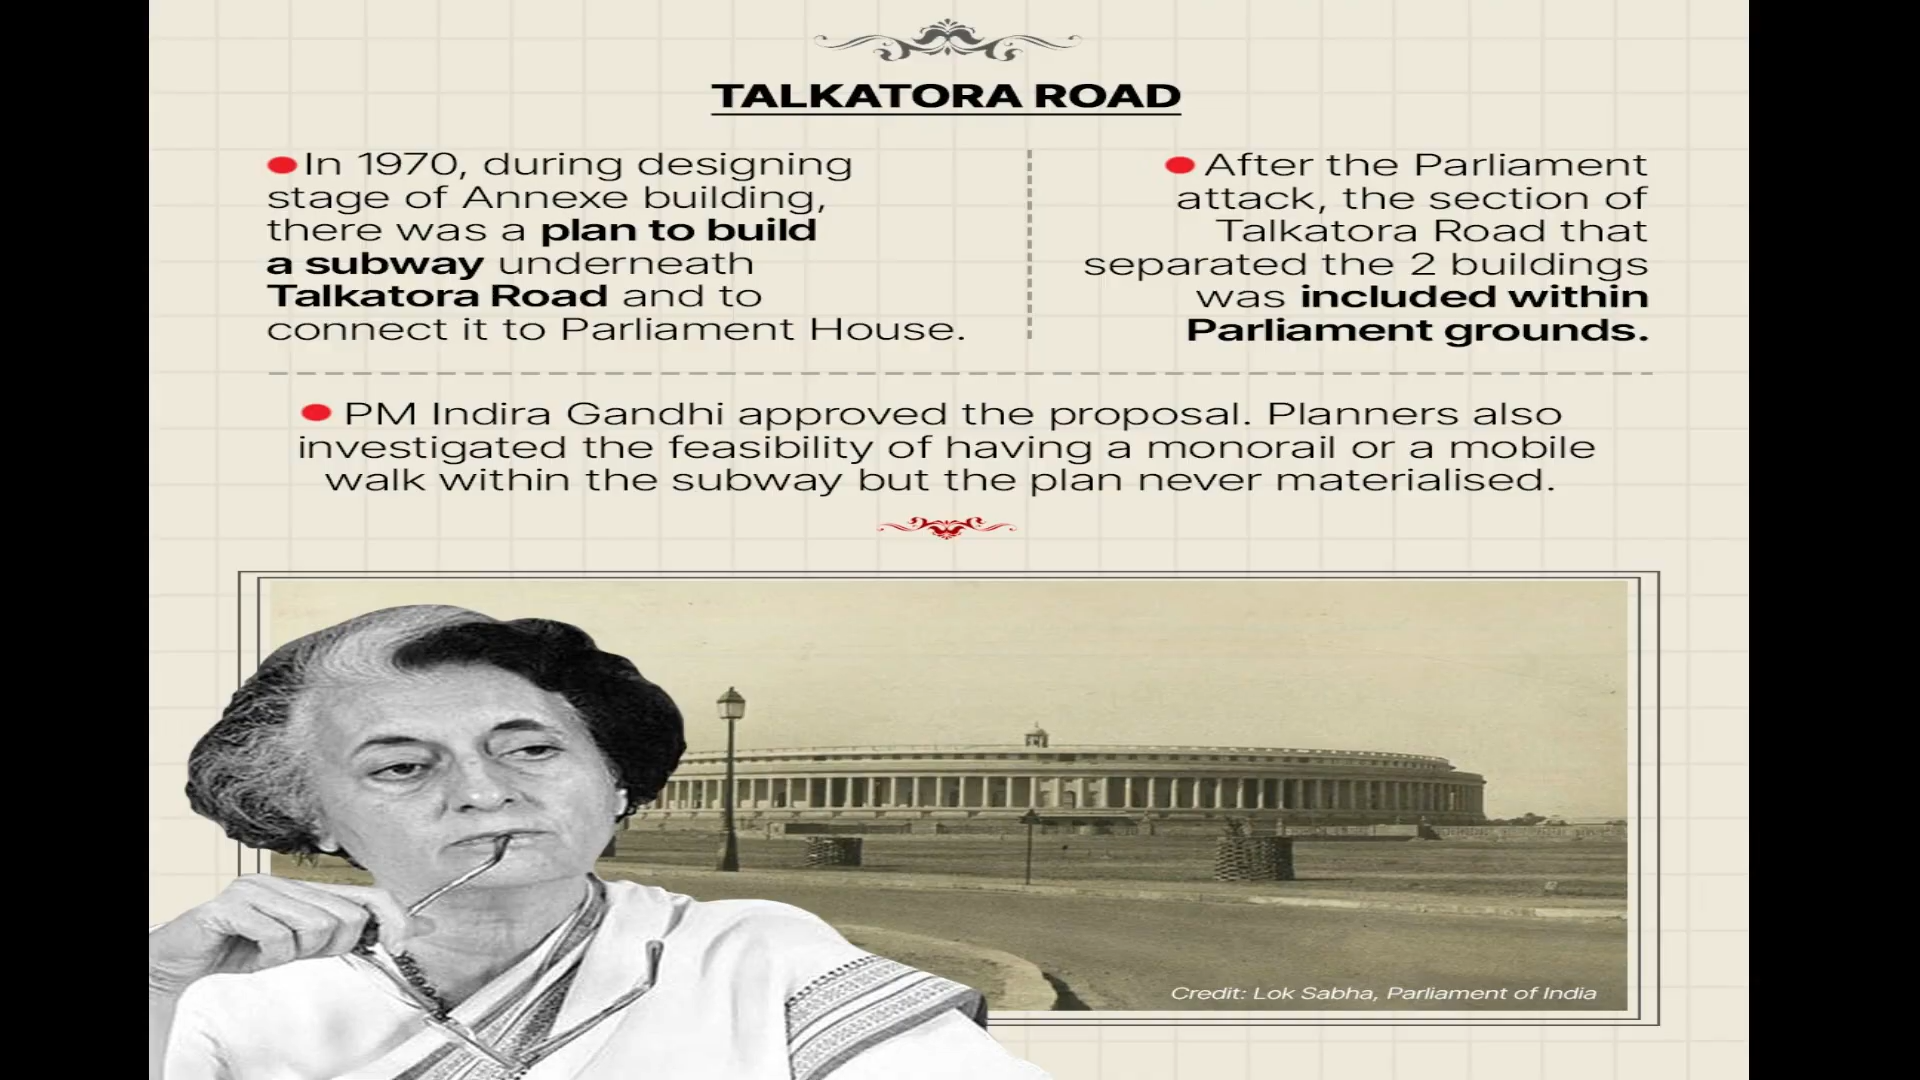 TALKATORA ROAD
In 1970, during designing
stage of Annexe building,
there was a plan to build
a subway underneath
Talkatora Road and to
connect it to Parliament House.
After the Parliament
attack, the section of
Talkatora Road that
separated the 2 buildings
was included within
Parliament grounds.
PM Indira Gandhi approved the proposal. Planners also
investigated the feasibility of having a monorail or a mobile
walk within the subway but the plan never materialised.
Credit: Lok Sabha, Parliament of India